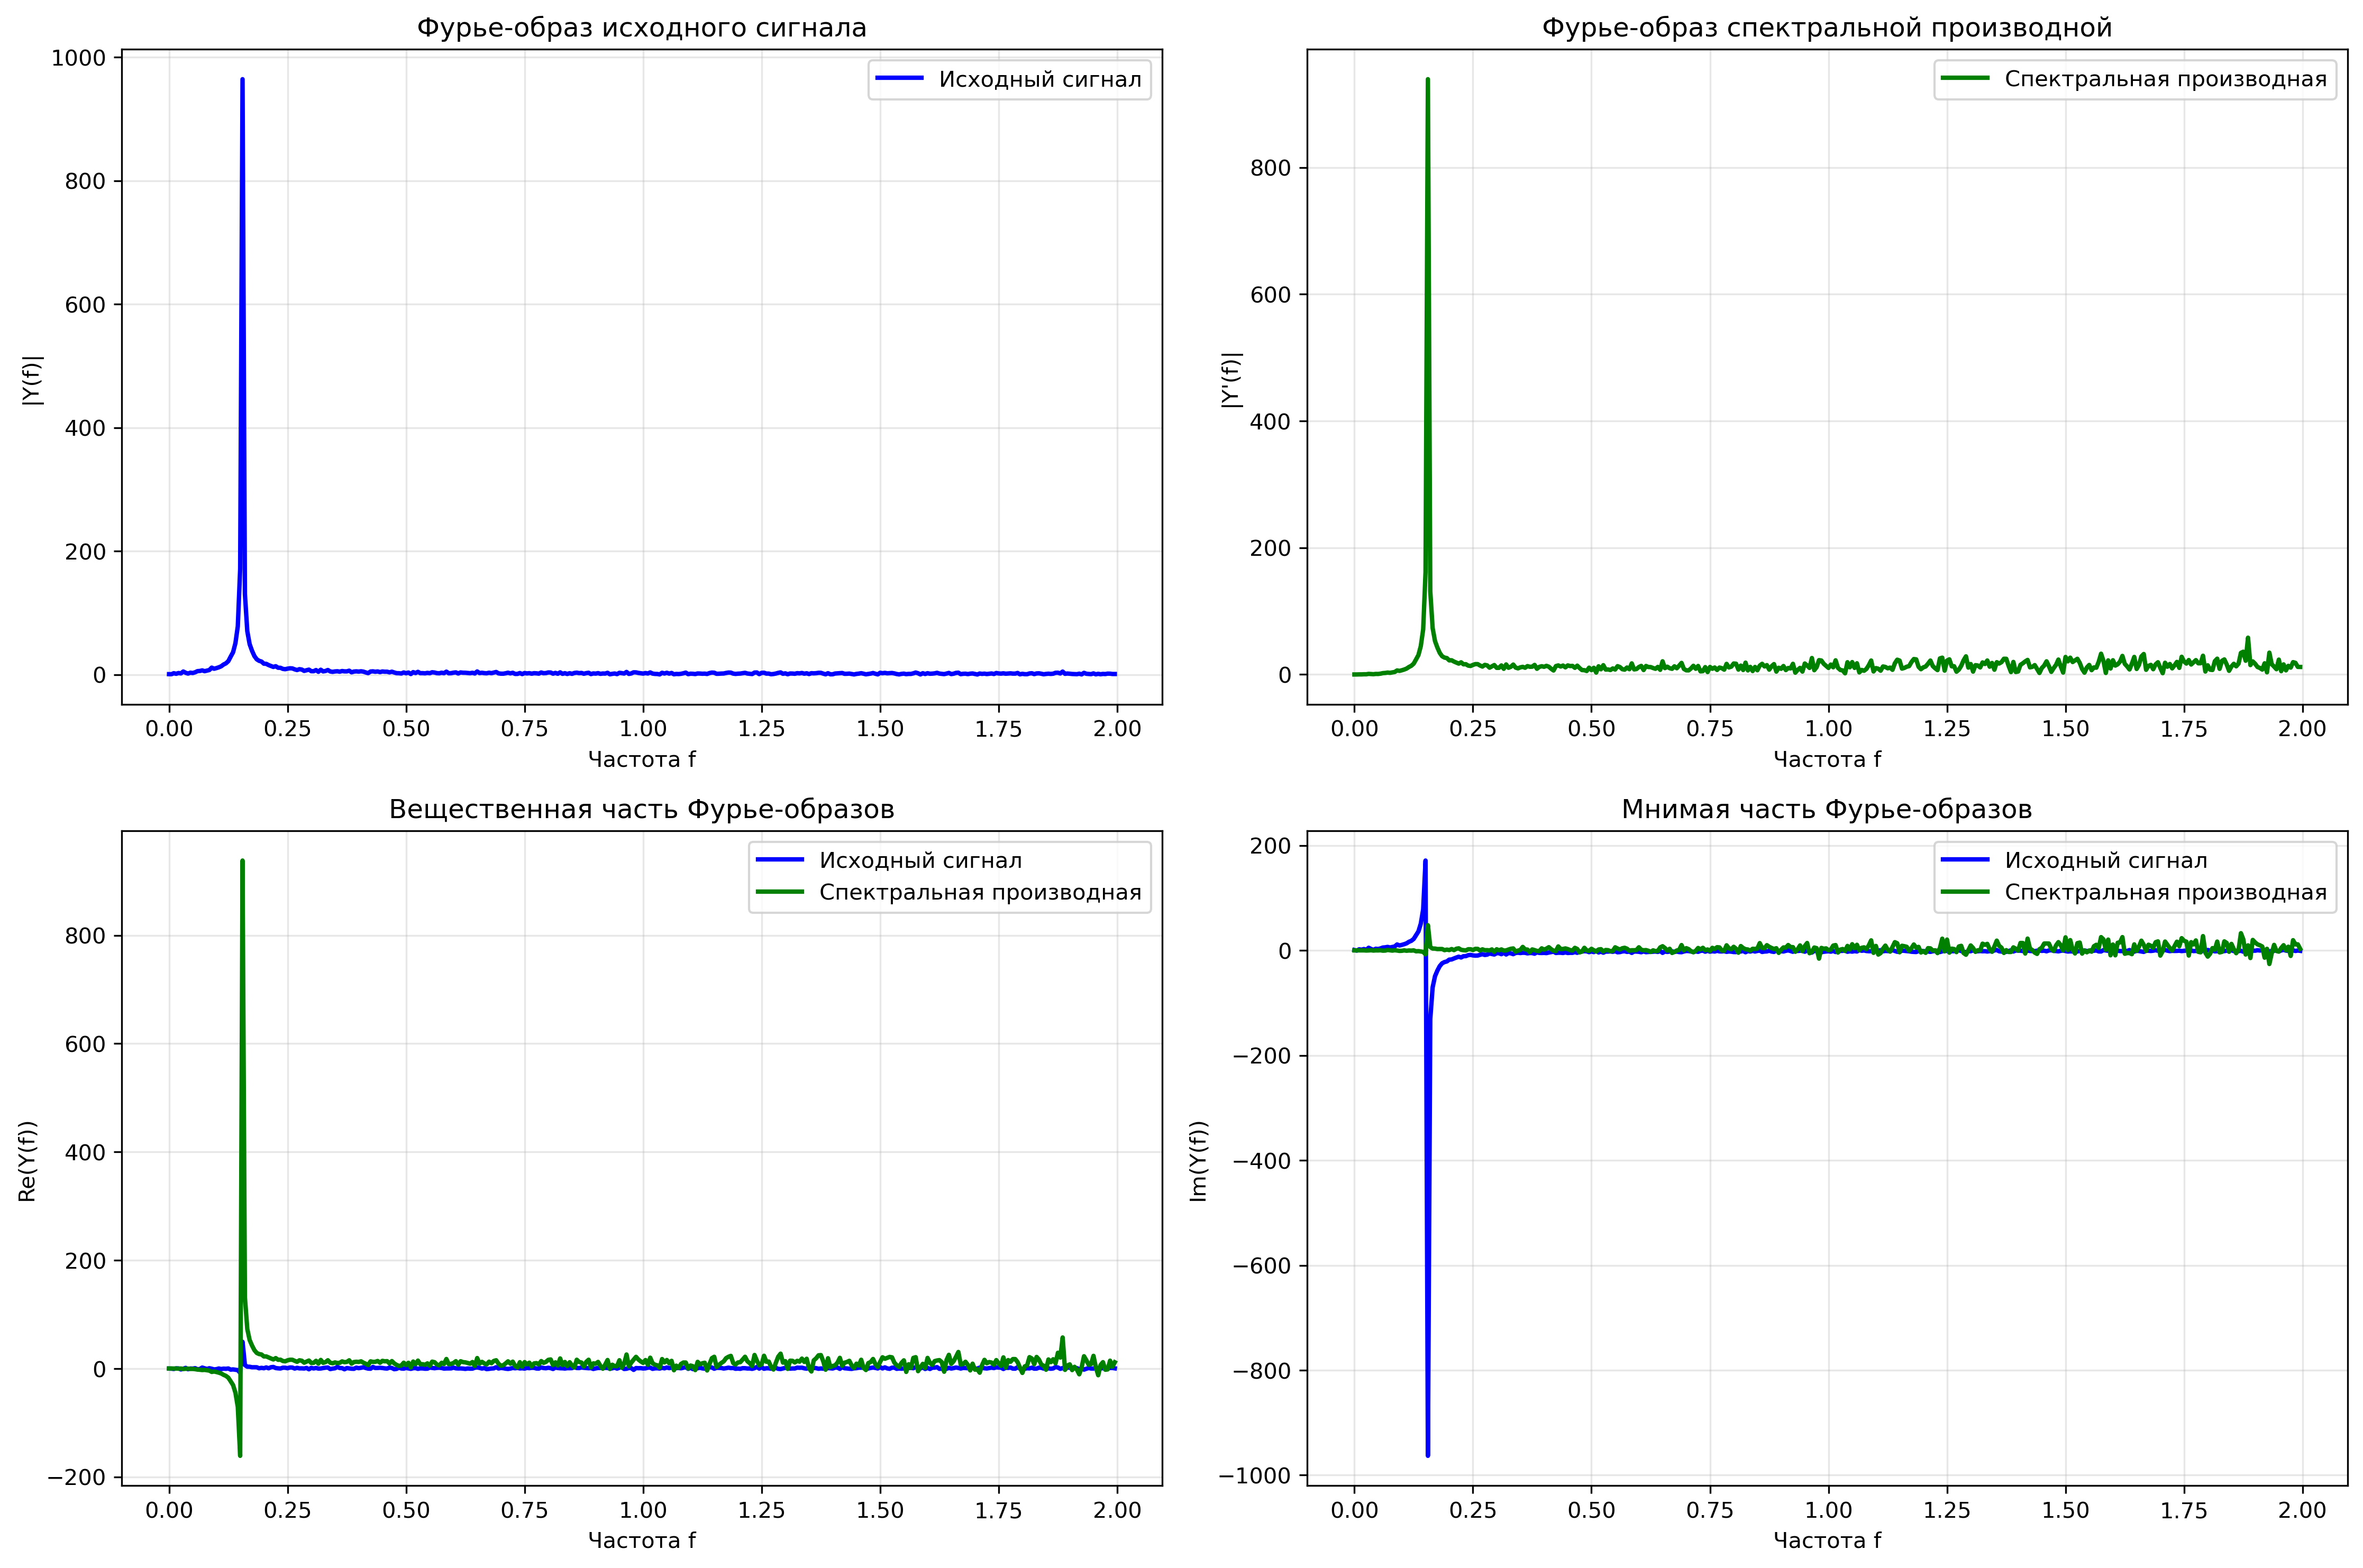 Фурье-образ исходного сигнала
1000
800
600
400
200
0
|Y(f)|
Исходный сигнал
0.00 0.25 0.50 0.75 1.00 1.25 1.50 1.75 2.00
Частота f
Фурье-образ спектральной производной
800
600
400
200
0
|Y'(f)|
Спектральная производная
0.00 0.25 0.50 0.75 1.00 1.25 1.50 1.75 2.00
Частота f
Вещественная часть Фурье-образов
800
600
400
200
0
−200
Re(Y(f))
Исходный сигнал
Спектральная производная
0.00 0.25 0.50 0.75 1.00 1.25 1.50 1.75 2.00
Частота f
Мнимая часть Фурье-образов
200
0
−200
−400
−600
−800
−1000
Im(Y(f))
Исходный сигнал
Спектральная производная
0.00 0.25 0.50 0.75 1.00 1.25 1.50 1.75 2.00
Частота f